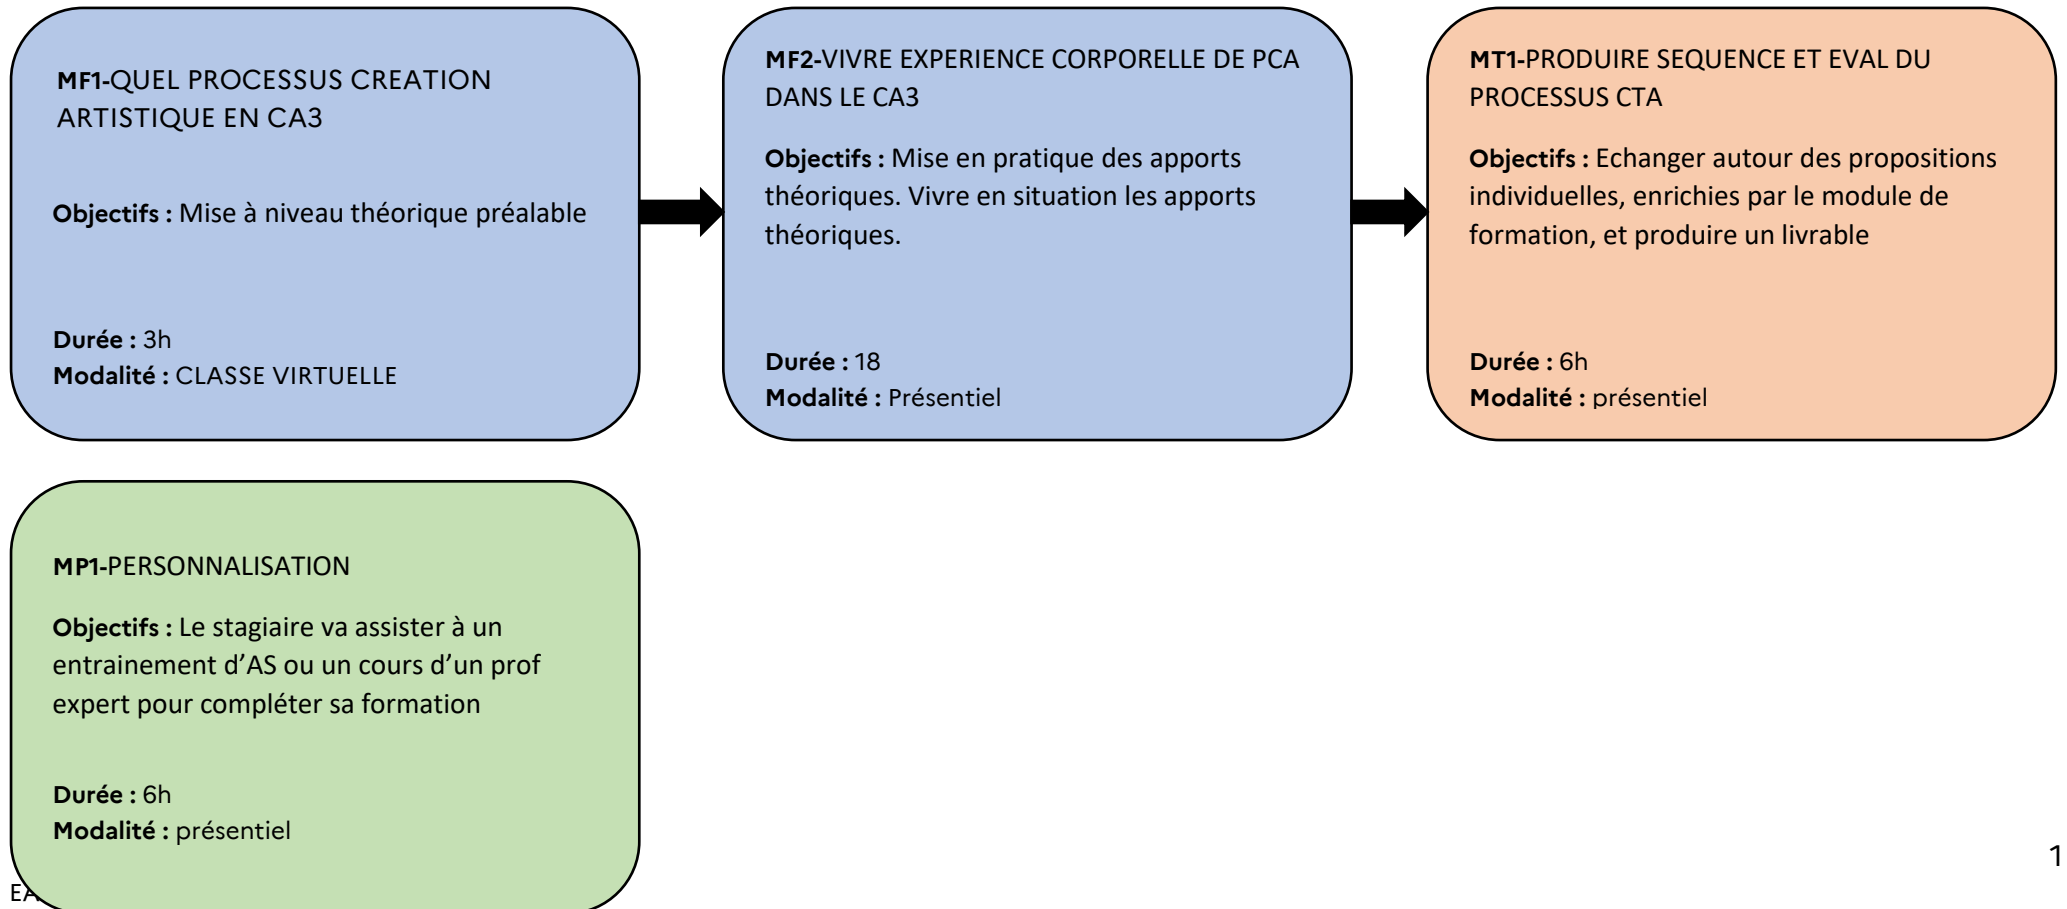 MF1-QUEL PROCESSUS CREATION
ARTISTIQUE EN CA3
Objectifs : Mise à niveau théorique préalable
Durée : 3h
Modalité : CLASSE VIRTUELLE
MF2-VIVRE EXPERIENCE CORPORELLE DE PCA
DANS LE CA3
Objectifs : Mise en pratique des apports
théoriques. Vivre en situation les apports
théoriques.
Durée : 18
Modalité : Présentiel
MT1-PRODUIRE SEQUENCE ET EVAL DU
PROCESSUS CTA
Objectifs : Echanger autour des propositions
individuelles, enrichies par le module de
formation, et produire un livrable
Durée : 6h
Modalité : présentiel
MP1-PERSONNALISATION
Objectifs : Le stagiaire va assister à un
entrainement d’AS ou un cours d’un prof
expert pour compléter sa formation
Durée : 6h
Modalité : présentiel
1